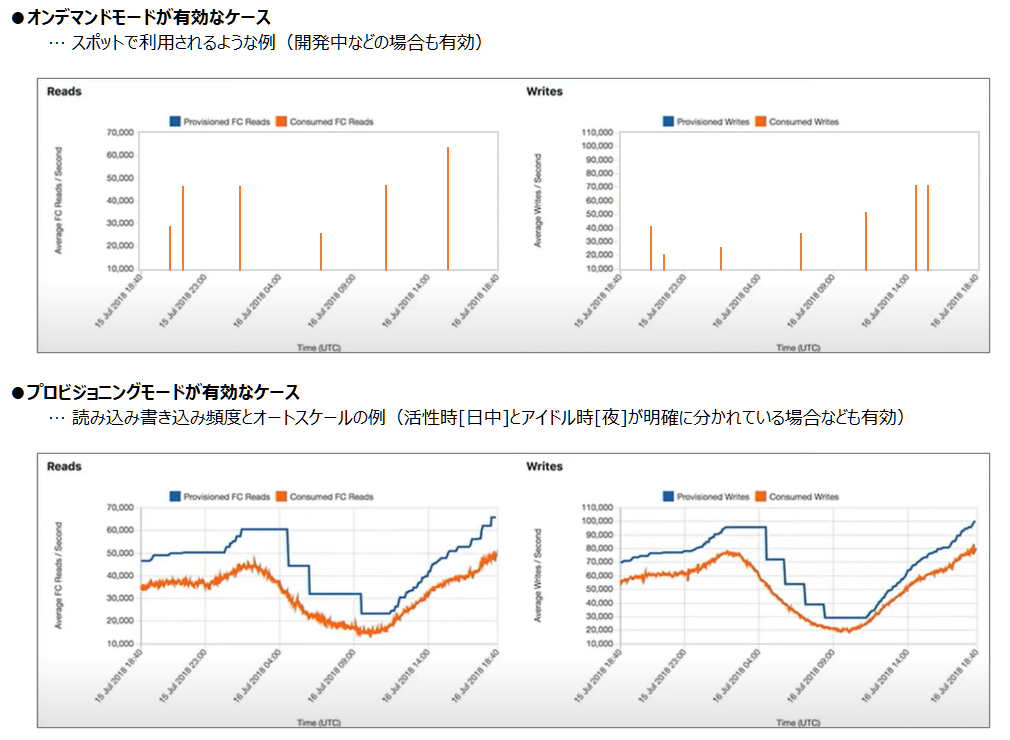 ●オンデマンドモードが有効なケース
… スポットで利用されるような例（開発中などの場合も有効）
Reads
Provisioned FC Reads Consumed FC Reads
Average FC Reads / Second
70,000
60,000
50,000
40,000
30,000
20,000
10,000
15 Jul 2018 18:40
15 Jul 2018 23:00
16 Jul 2018 04:00
16 Jul 2018 09:00
16 Jul 2018 14:00
16 Jul 2018 18:40
Time (UTC)
Writes
Provisioned Writes Consumed Writes
Average Writes / Second
110,000
100,000
90,000
80,000
70,000
60,000
50,000
40,000
30,000
20,000
10,000
15 Jul 2018 18:40
15 Jul 2018 23:00
16 Jul 2018 04:00
16 Jul 2018 09:00
16 Jul 2018 14:00
16 Jul 2018 18:40
Time (UTC)
●プロビジョニングモードが有効なケース
… 読み込み書き込み頻度とオートスケールの例（活性時[日中]とアイドル時[夜]が明確に分かれている場合なども有効）
Reads
Provisioned FC Reads Consumed FC Reads
Average FC Reads / Second
70,000
60,000
50,000
40,000
30,000
20,000
10,000
15 Jul 2018 18:40
15 Jul 2018 23:00
16 Jul 2018 04:00
16 Jul 2018 09:00
16 Jul 2018 14:00
16 Jul 2018 18:40
Time (UTC)
Writes
Provisioned Writes Consumed Writes
Average Writes / Second
110,000
100,000
90,000
80,000
70,000
60,000
50,000
40,000
30,000
20,000
10,000
15 Jul 2018 18:40
15 Jul 2018 23:00
16 Jul 2018 04:00
16 Jul 2018 09:00
16 Jul 2018 14:00
16 Jul 2018 18:40
Time (UTC)